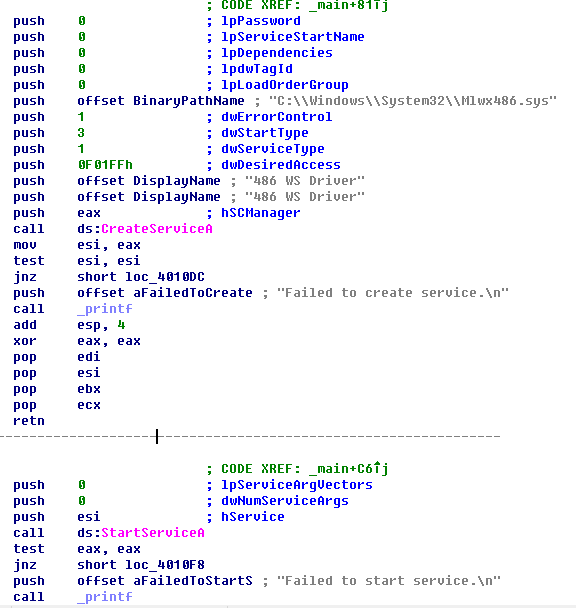 ; CODE XREF: _main+81↑j
push 0 ; lpPassword
push 0 ; lpServiceStartName
push 0 ; lpDependencies
push 0 ; lpdwTagId
push 0 ; lpLoadOrderGroup
push offset BinaryPathName ; "C:\\Windows\\System32\\Mlwx486.sys"
push 1 ; dwErrorControl
push 3 ; dwStartType
push 1 ; dwServiceType
push 0F01FFh ; dwDesiredAccess
push offset DisplayName ; "486 WS Driver"
push offset DisplayName ; "486 WS Driver"
push eax ; hSCManager
call ds:CreateServiceA
mov esi, eax
test esi, esi
jnz short loc_4010DC
push offset aFailedToCreate ; "Failed to create service.\n"
call _printf
add esp, 4
xor eax, eax
pop edi
pop esi
pop ebx
pop ecx
retn
; CODE XREF: _main+C6↑j
push 0 ; lpServiceArgVectors
push 0 ; dwNumServiceArgs
push esi ; hService
call ds:StartServiceA
test eax, eax
jnz short loc_4010F8
push offset aFailedToStartS ; "Failed to start service.\n"
call _printf